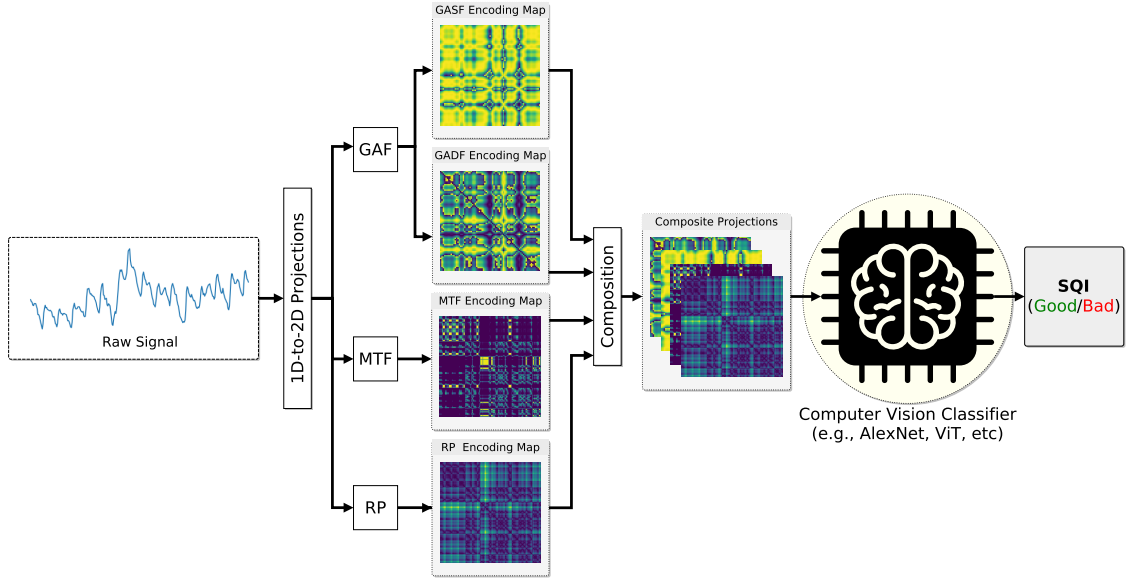 Raw Signal
1D-to-2D Projections
GAF
MTF
RP
GASF Encoding Map
GADF Encoding Map
MTF Encoding Map
RP Encoding Map
Composition
Composite Projections
Computer Vision Classifier
(e.g., AlexNet, ViT, etc)
SQI
(Good/Bad)